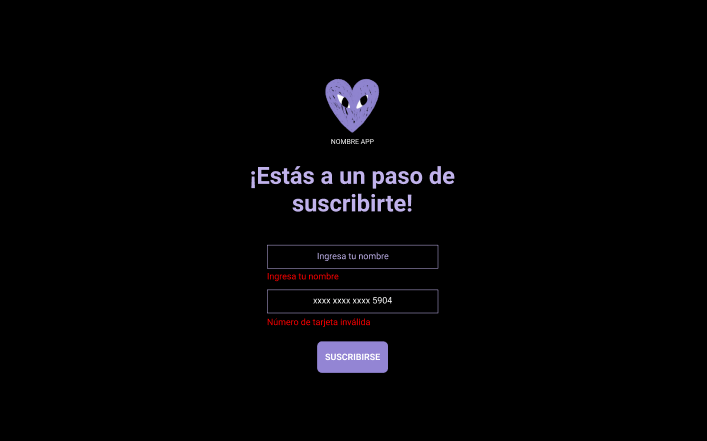 NOMBRE APP
¡Estás a un paso de
suscribirte!
Ingresa tu nombre
Ingresa tu nombre
xxxx xxxx xxxx 5904
Número de tarjeta inválida
SUSCRIBIRSE